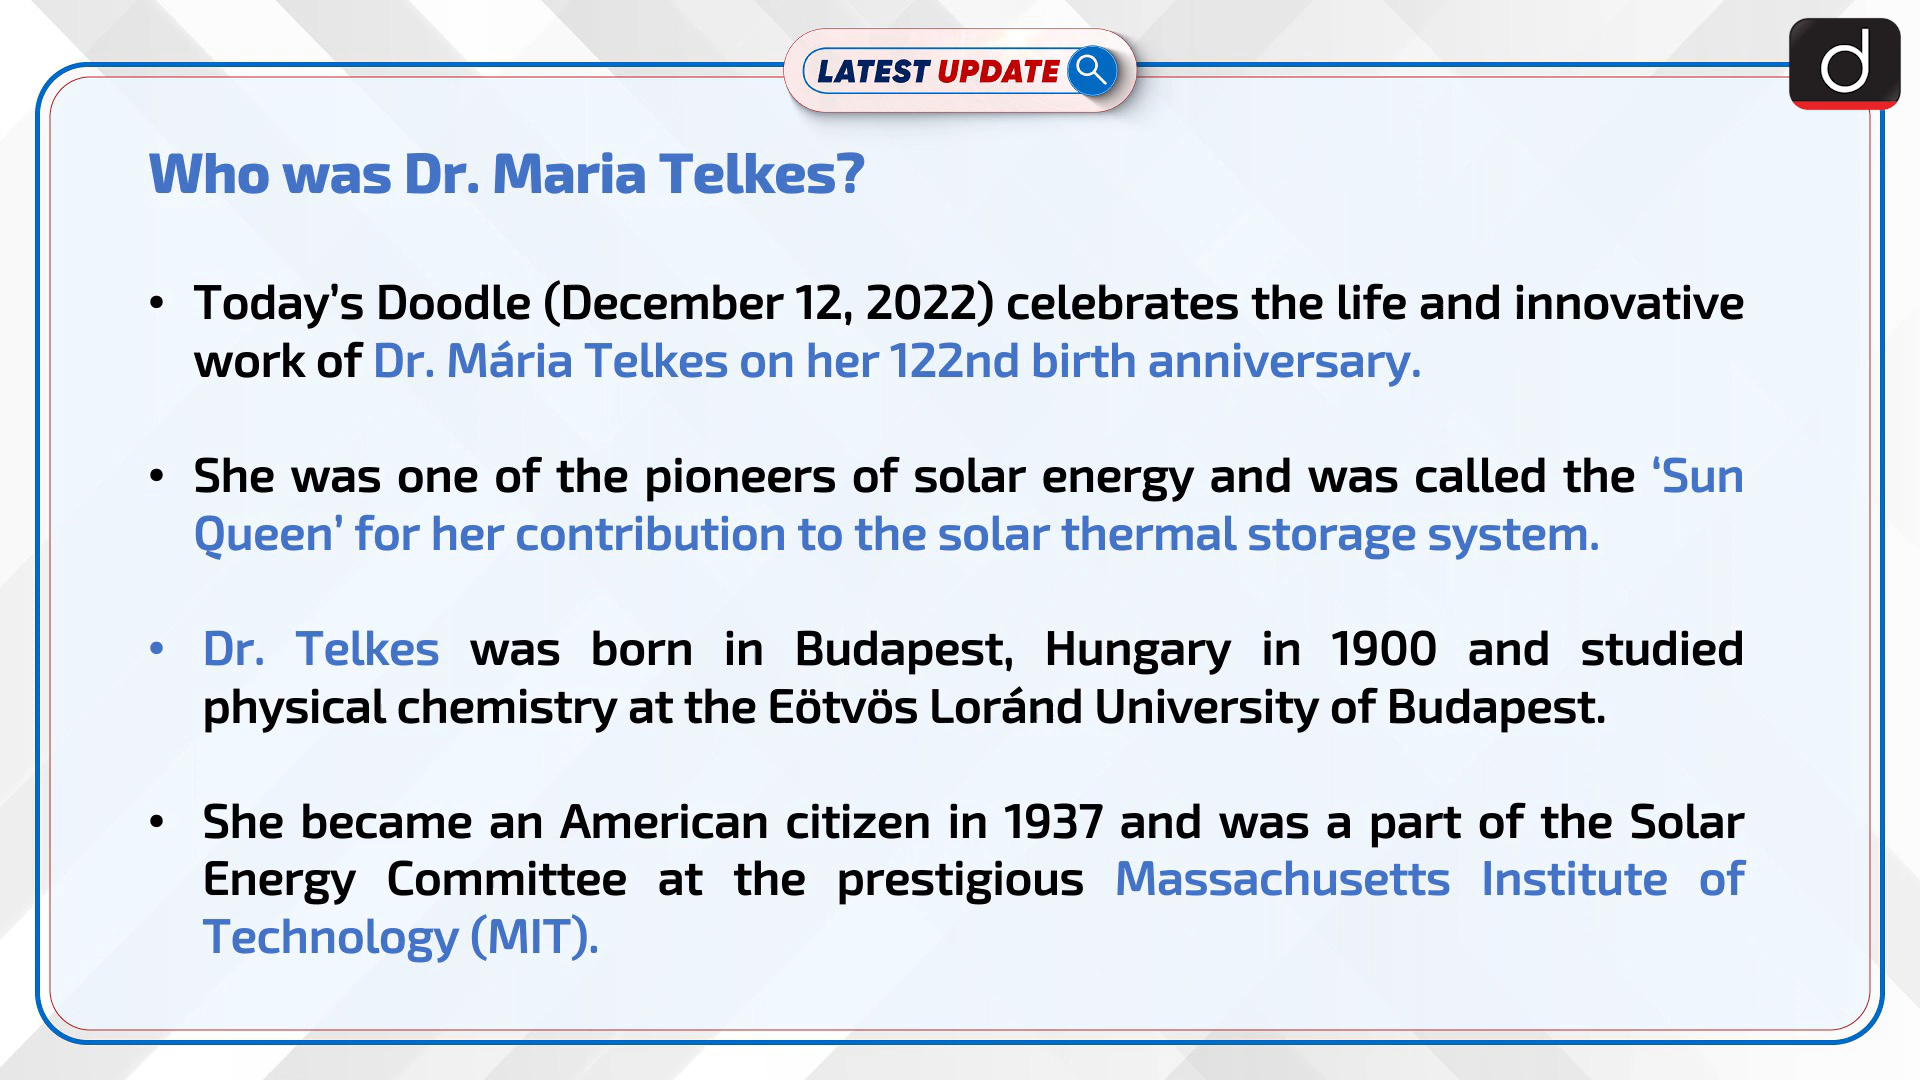 LATEST UPDATE
d
Who was Dr. Maria Telkes?
• Today’s Doodle (December 12, 2022) celebrates the life and innovative
work of Dr. Mária Telkes on her 122nd birth anniversary.
• She was one of the pioneers of solar energy and was called the ‘Sun
Queen’ for her contribution to the solar thermal storage system.
• Dr. Telkes was born in Budapest, Hungary in 1900 and studied
physical chemistry at the Eötvös Loránd University of Budapest.
• She became an American citizen in 1937 and was a part of the Solar
Energy Committee at the prestigious Massachusetts Institute of
Technology (MIT).